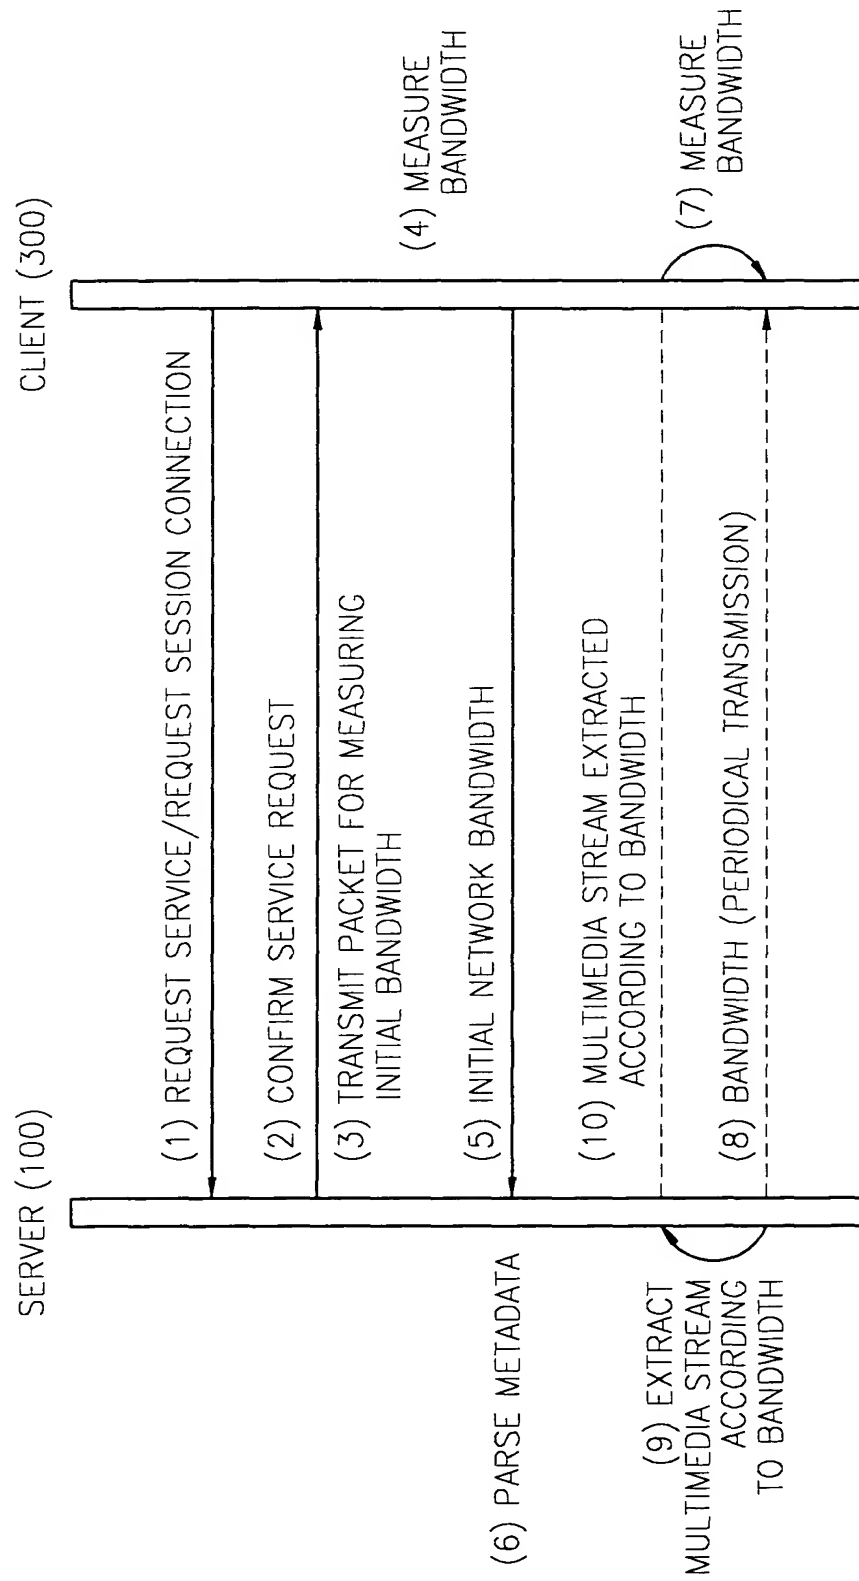 SERVER (100)
CLIENT (300)
(1) REQUEST SERVICE/REQUEST SESSION CONNECTION
(2) CONFIRM SERVICE REQUEST
(3) TRANSMIT PACKET FOR MEASURING
INITIAL BANDWIDTH
(4) MEASURE
BANDWIDTH
(5) INITIAL NETWORK BANDWIDTH
(6) PARSE METADATA
(10) MULTIMEDIA STREAM EXTRACTED
ACCORDING TO BANDWIDTH
(7) MEASURE
BANDWIDTH
(8) BANDWIDTH (PERIODICAL TRANSMISSION)
(9) EXTRACT
MULTIMEDIA STREAM
ACCORDING
TO BANDWIDTH